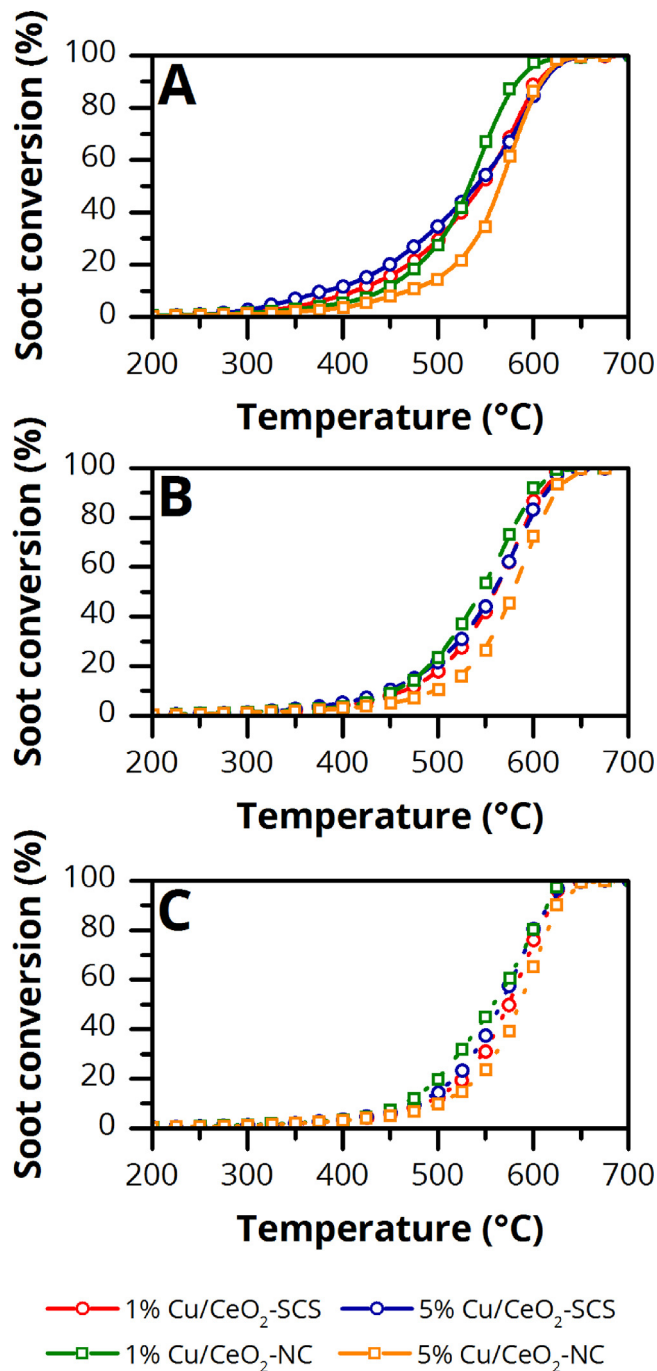 A
Soot conversion (%)
100
80
60
40
20
0
200 300 400 500 600 700
Temperature (°C)
B
Soot conversion (%)
100
80
60
40
20
0
200 300 400 500 600 700
Temperature (°C)
C
Soot conversion (%)
100
80
60
40
20
0
200 300 400 500 600 700
Temperature (°C)
1% Cu/CeO₂-SCS 5% Cu/CeO₂-SCS
1% Cu/CeO₂-NC 5% Cu/CeO₂-NC